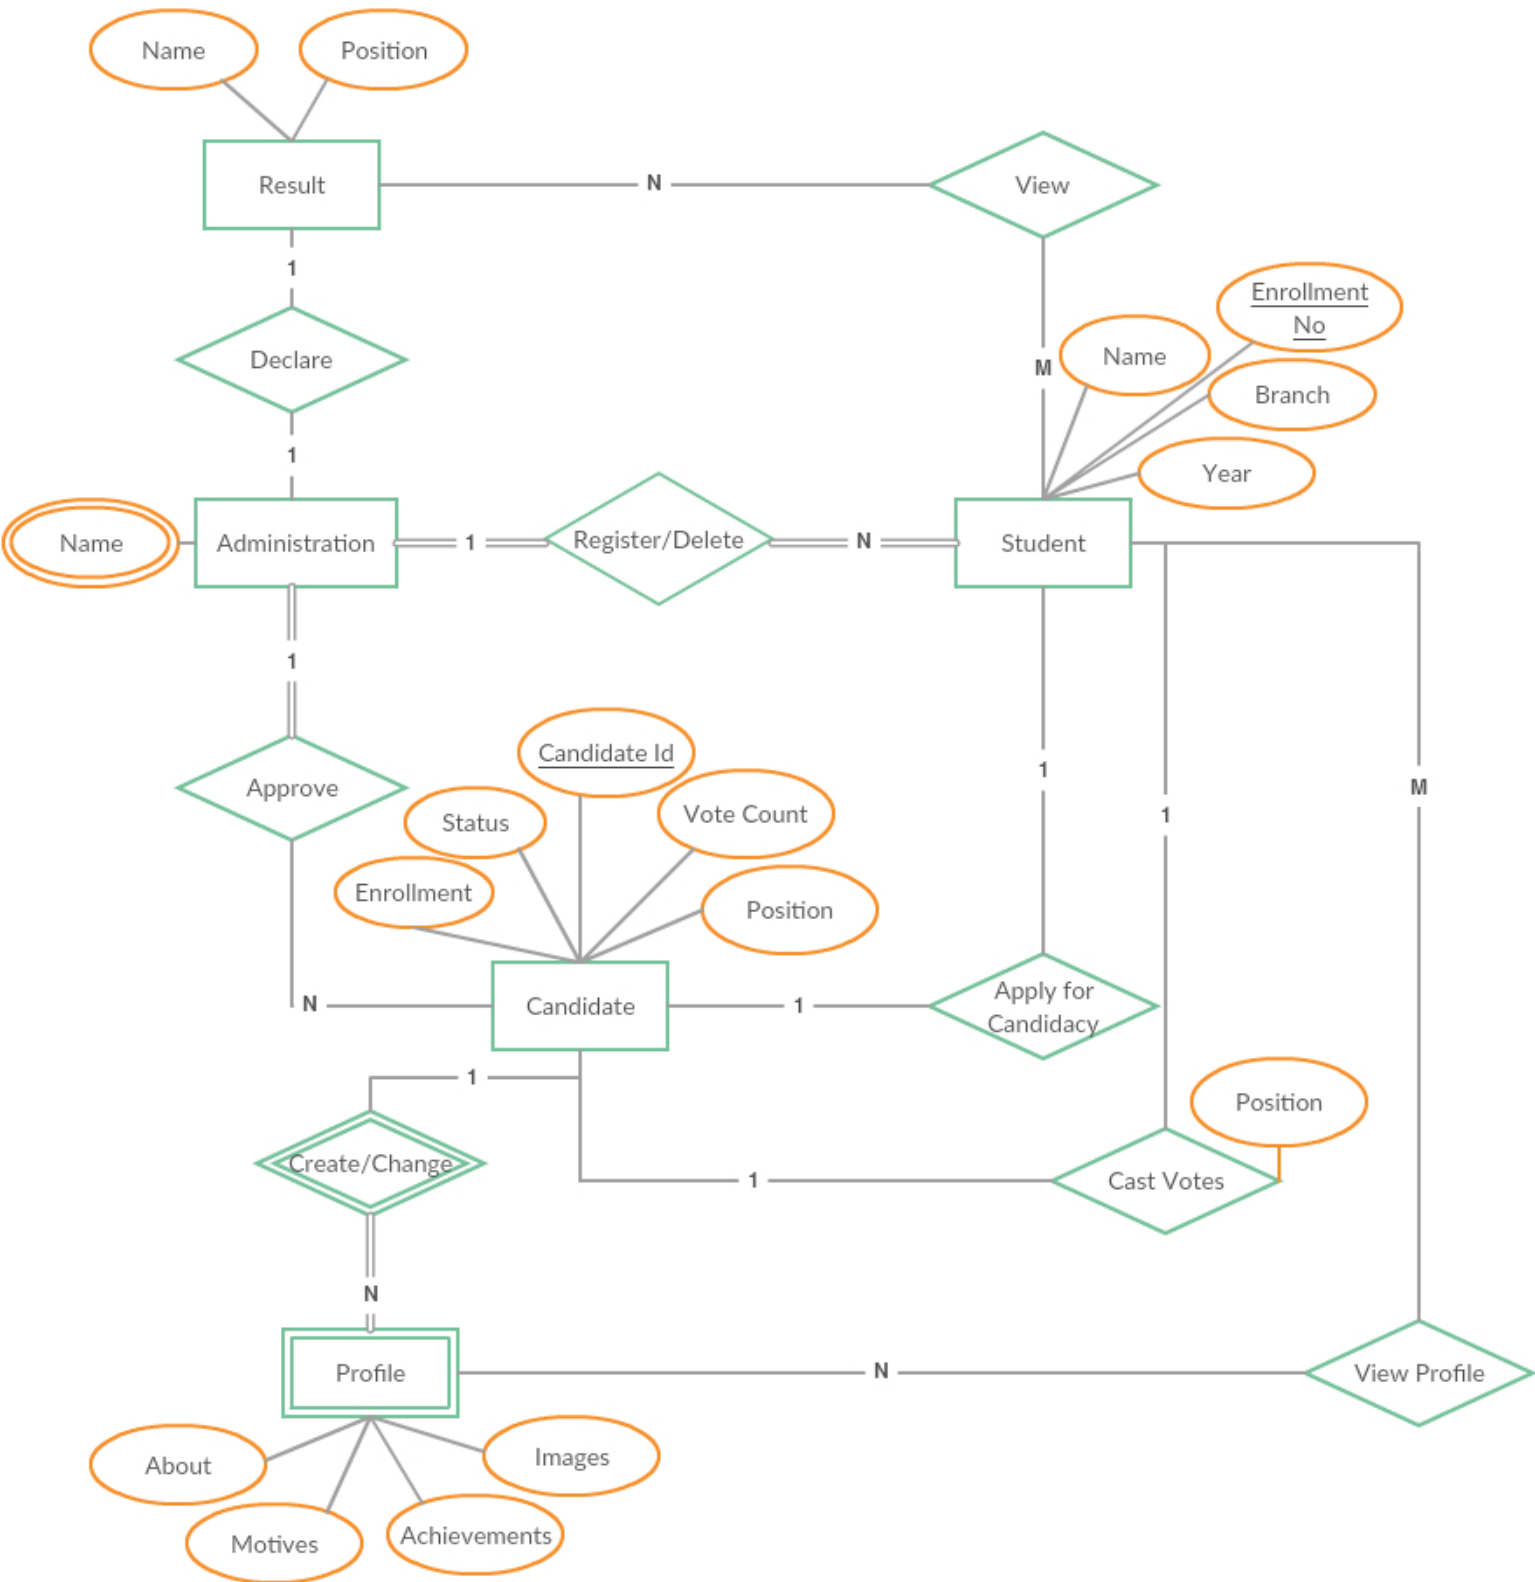 Name
Position
Result
N
View
1
Declare
1
M
Name
Enrollment
No
Branch
Year
Name
Administration
1
Register/Delete
N
Student
1
Approve
Candidate Id
Status
Vote Count
Enrollment
Position
1
1
M
N
Candidate
1
Apply for
Candidacy
1
Create/Change
1
Cast Votes
Position
N
Profile
N
View Profile
About
Images
Motives
Achievements